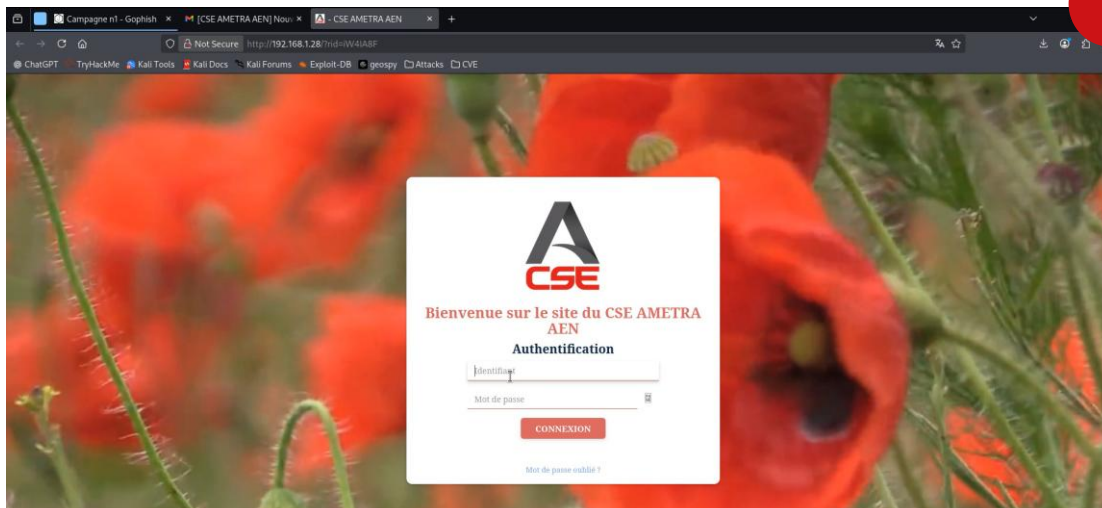 Campagne n1 - Gophish × [CSE AMETRA AEN] Nouv × - CSE AMETRA AEN × +
Not Secure http://192.168.1.28/?rid=iW4IA8F
ChatGPT TryHackMe Kali Tools Kali Docs Kali Forums Exploit-DB geospy Attacks CVE
CSE
Bienvenue sur le site du CSE AMETRA
AEN
Authentification
Identifiant
Mot de passe
CONNEXION
Mot de passe oublié ?